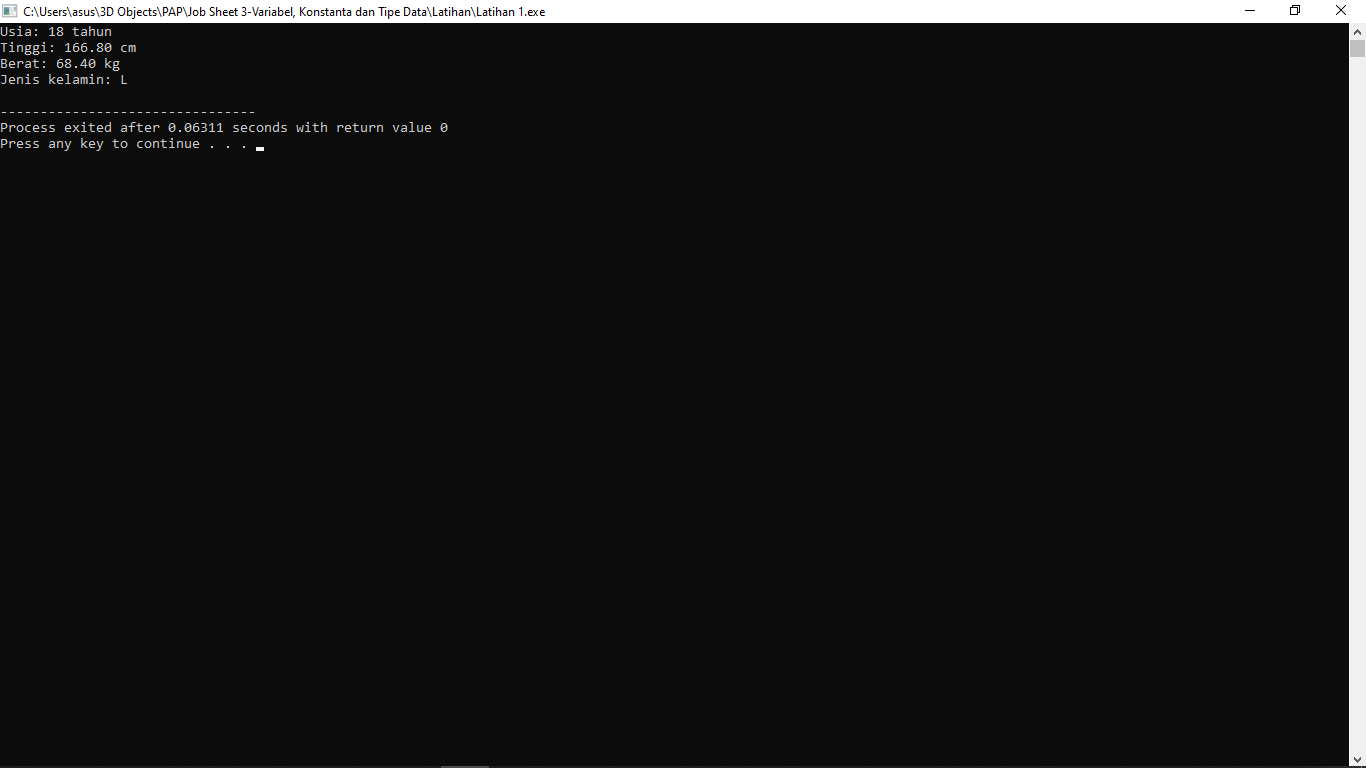 C:\Users\asus\3D Objects\PAP\Job Sheet 3-Variabel, Konstanta dan Tipe Data\Latihan\Latihan 1.exe
Usia: 18 tahun
Tinggi: 166.80 cm
Berat: 68.40 kg
Jenis kelamin: L
--------------------------------
Process exited after 0.06311 seconds with return value 0
Press any key to continue . . .